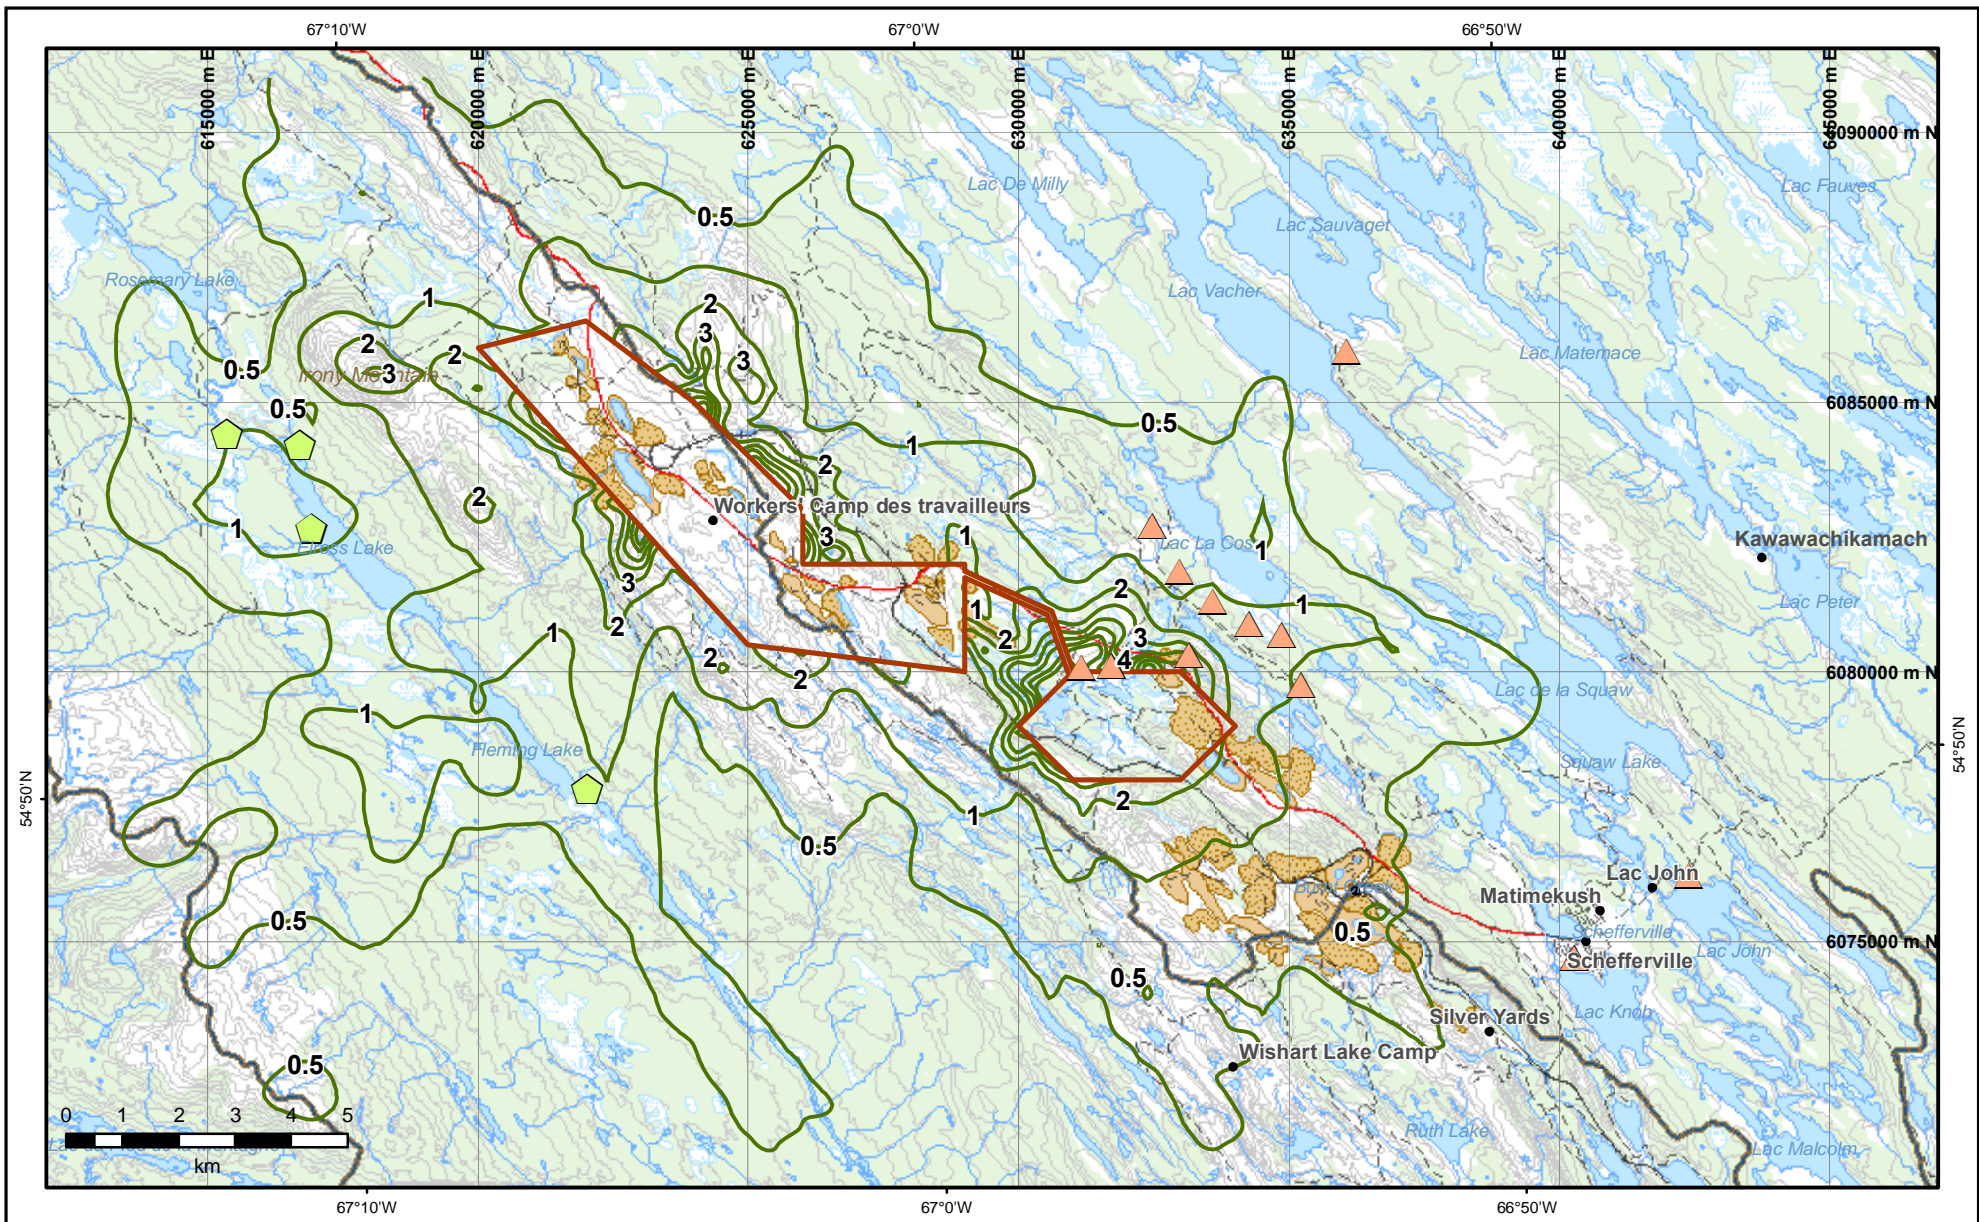 67°10'W 67°0'W 66°50'W
615000 m E
620000 m E
625000 m E
630000 m E
635000 m E
640000 m E
6090000 m N
Lac De Milly
Lac Fauves
0.5
Lac Sauvaget
Rosemary Lake
Lac Vacher
1
2
3
2
2
3
Lac Matemace
0.5
3
Irony Mountain
6085000 m N
0.5
0.5
1
2
2
Workers' Camp des travailleurs
1
3
1
Elross Lake
Lac La Cos
1
Kawawachikamach
3
2
1
1
Lac Peter
2
1
2
3
2
4
6080000 m N
2
Lac de la Squaw
1
Fleming Lake
Squaw Lake
54°50'N
54°50'N
2
1
0.5
Lac John
Burnt Creek
Matimekush
0.5
0.5
Schefferville
6075000 m N
Lac John
Schefferville
0.5
Lac Knob
Silver Yards
Wishart Lake Camp
0.5
0 1 2 3 4 5
km
Ruth Lake
Lac Malcolm
67°10'W 67°0'W 66°50'W